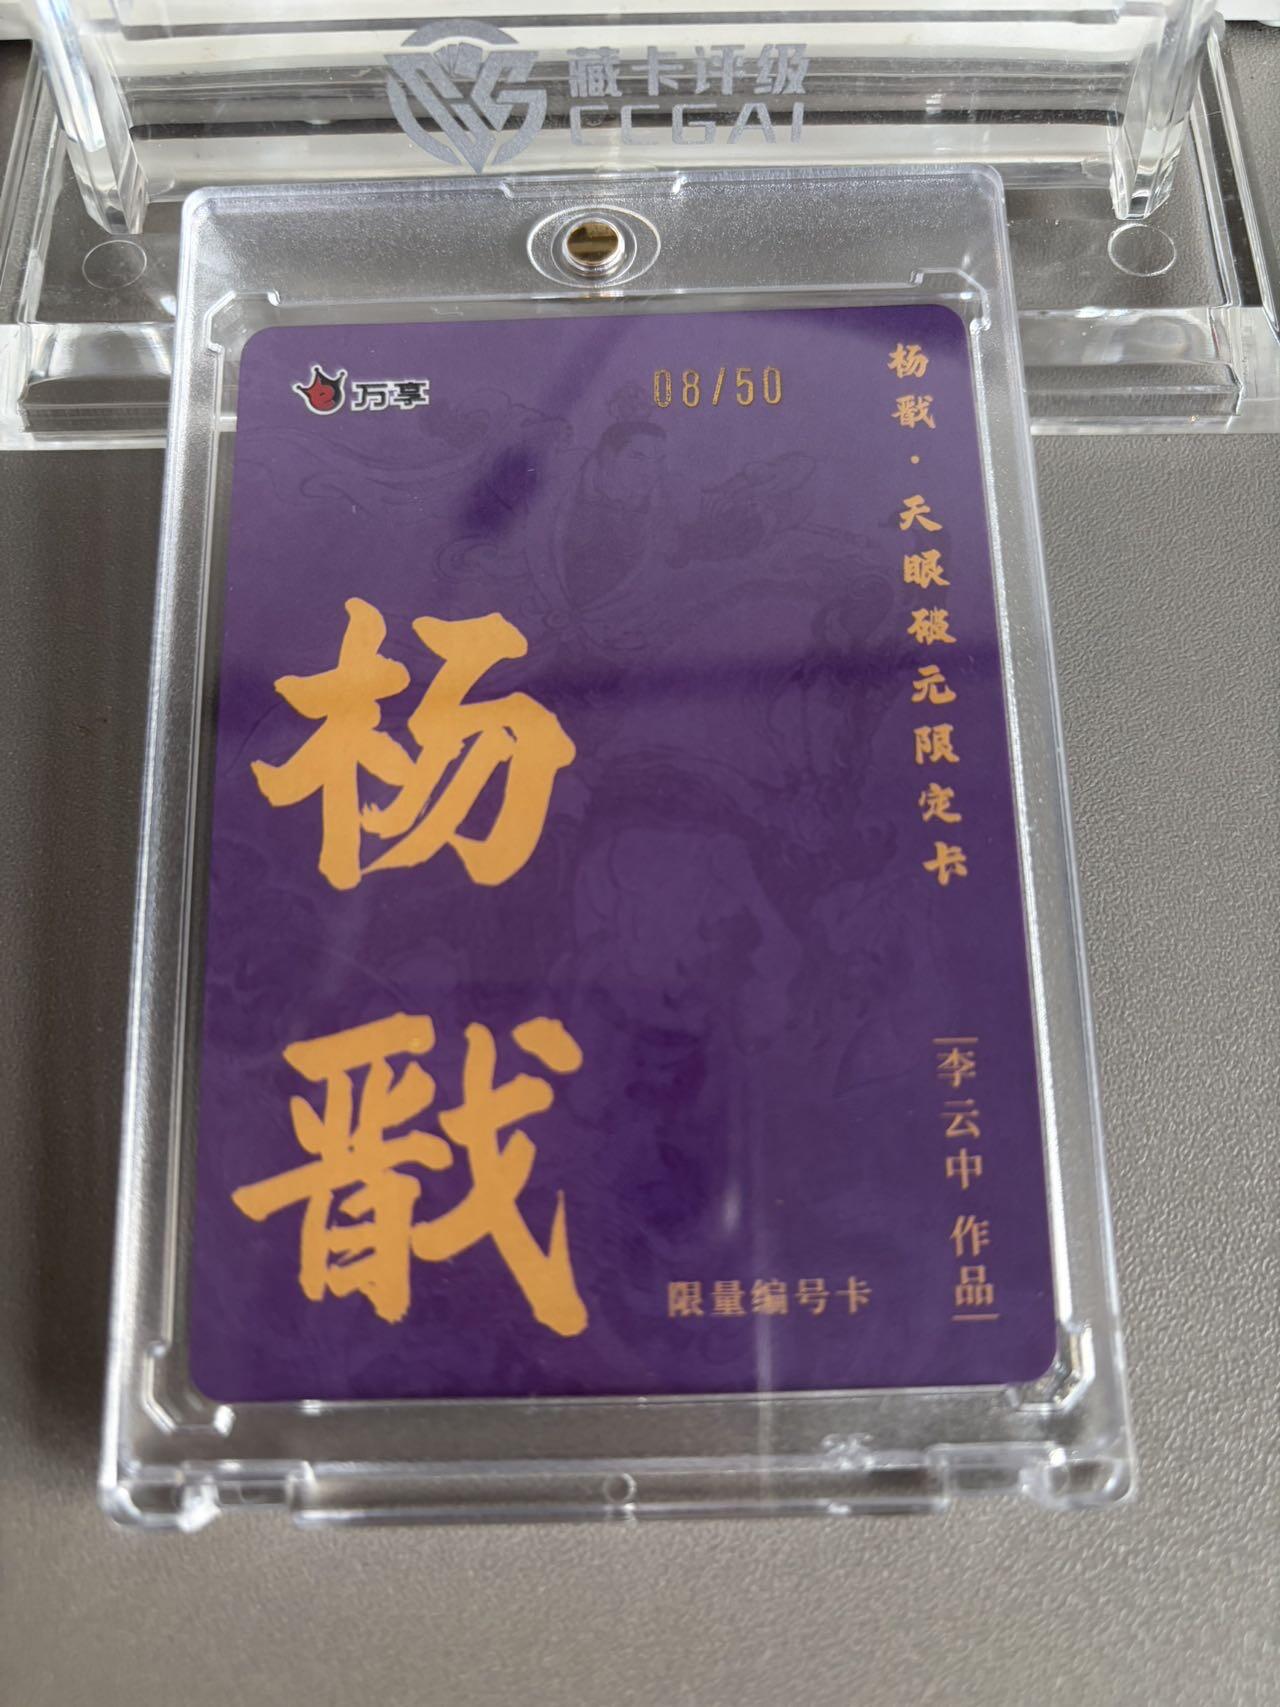 藏卡评级
CCGAI
万享
08/50
杨戬·天眼破元限定卡
杨戬
李云中 作品
限量编号卡